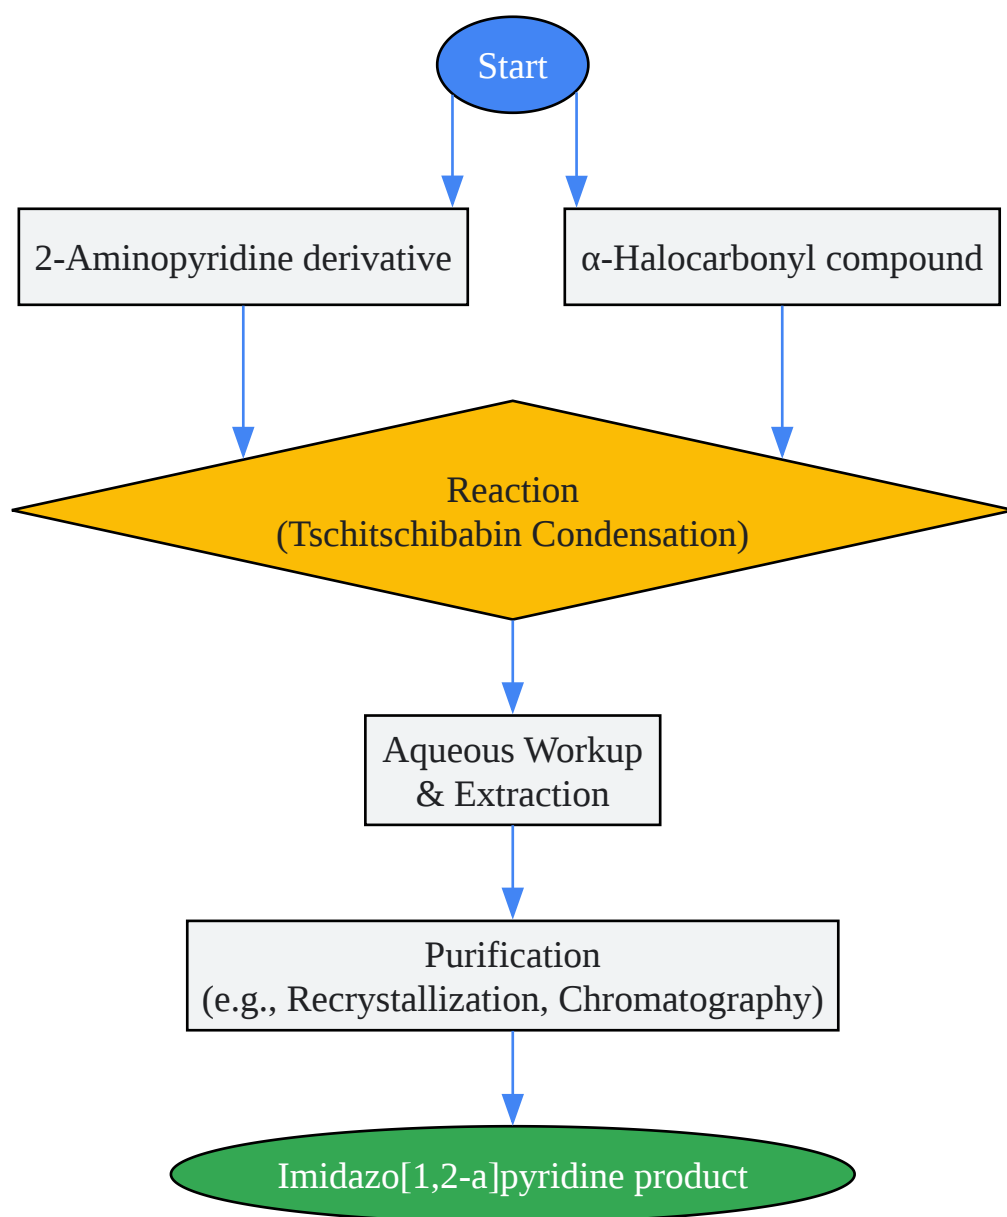 Start
2-Aminopyridine derivative
α-Halocarbonyl compound
Reaction
(Tschitschibabin Condensation)
Aqueous Workup
& Extraction
Purification
(e.g., Recrystallization, Chromatography)
Imidazo[1,2-a]pyridine product